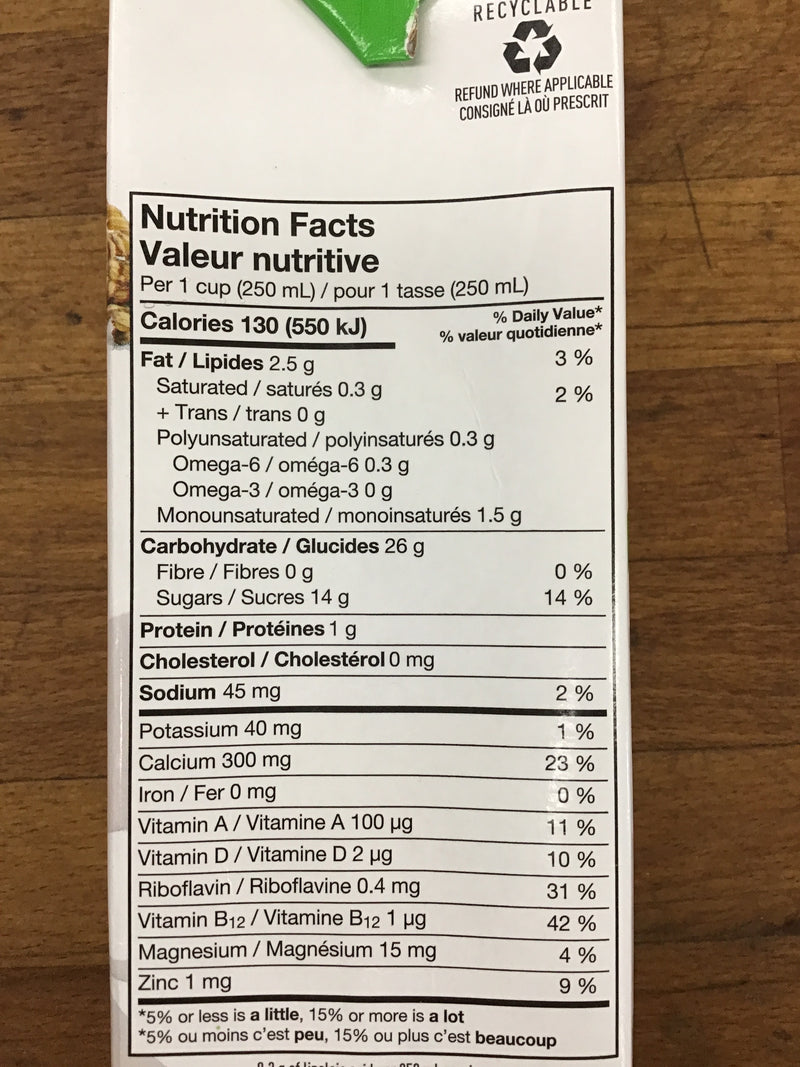 RECYCLABLE
REFUND WHERE APPLICABLE
CONSIGNÉ LÀ OÙ PRESCRIT
Nutrition Facts
Valeur nutritive
Per 1 cup (250 mL) / pour 1 tasse (250 mL)
Calories 130 (550 kJ)
% Daily Value*
% valeur quotidienne*
Fat / Lipides 2.5 g 3 %
Saturated / saturés 0.3 g
+ Trans / trans 0 g 2 %
Polyunsaturated / polyinsaturés 0.3 g
Omega-6 / oméga-6 0.3 g
Omega-3 / oméga-3 0 g
Monounsaturated / monoinsaturés 1.5 g
Carbohydrate / Glucides 26 g
Fibre / Fibres 0 g 0 %
Sugars / Sucres 14 g 14 %
Protein / Protéines 1 g
Cholesterol / Cholestérol 0 mg
Sodium 45 mg 2 %
Potassium 40 mg 1 %
Calcium 300 mg 23 %
Iron / Fer 0 mg 0 %
Vitamin A / Vitamine A 100 µg 11 %
Vitamin D / Vitamine D 2 µg 10 %
Riboflavin / Riboflavine 0.4 mg 31 %
Vitamin B12 / Vitamine B12 1 µg 42 %
Magnesium / Magnésium 15 mg 4 %
Zinc 1 mg 9 %
*5% or less is a little, 15% or more is a lot
*5% ou moins c'est peu, 15% ou plus c'est beaucoup